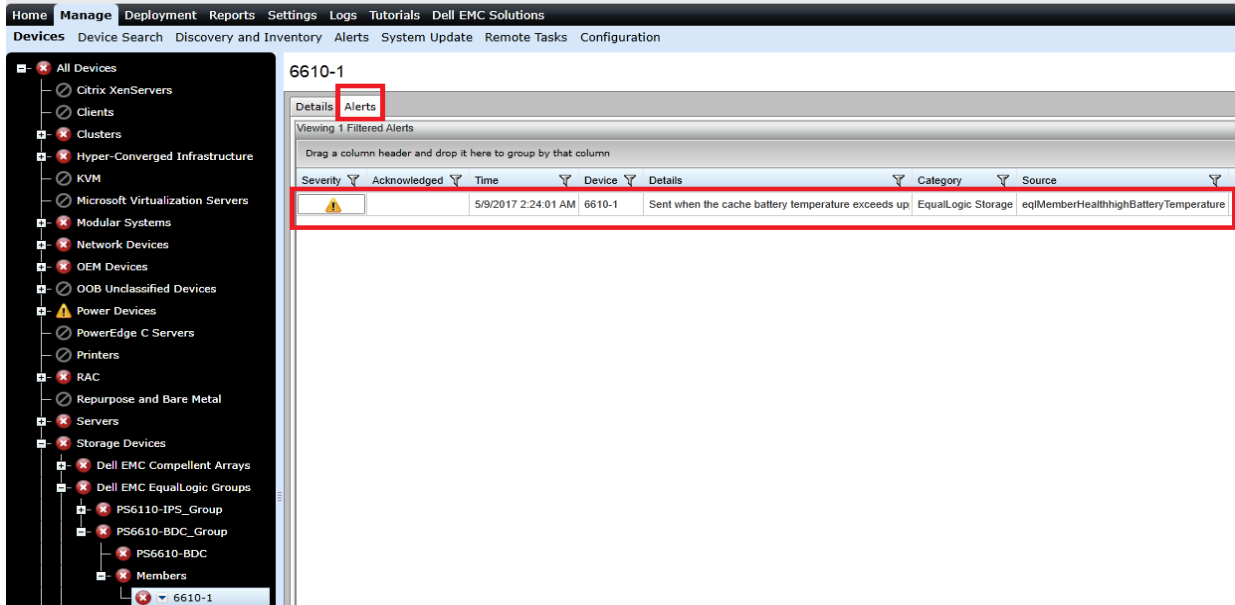 Home Manage Deployment Reports Settings Logs Tutorials Dell EMC Solutions
Devices Device Search Discovery and Inventory Alerts System Update Remote Tasks Configuration
All Devices
Citrix XenServers
Clients
Clusters
Hyper-Converged Infrastructure
KVM
Microsoft Virtualization Servers
Modular Systems
Network Devices
OEM Devices
OOB Unclassified Devices
Power Devices
PowerEdge C Servers
Printers
RAC
Repurpose and Bare Metal
Servers
Storage Devices
Dell EMC Compellent Arrays
Dell EMC EqualLogic Groups
PS6110-IPS_Group
PS6610-BDC_Group
PS6610-BDC
Members
6610-1
6610-1
Details Alerts
Viewing 1 Filtered Alerts
Drag a column header and drop it here to group by that column
Severity Acknowledged Time Device Details Category Source
5/9/2017 2:24:01 AM 6610-1 Sent when the cache battery temperature exceeds up EqualLogic Storage eqlMemberHealthhighBatteryTemperature